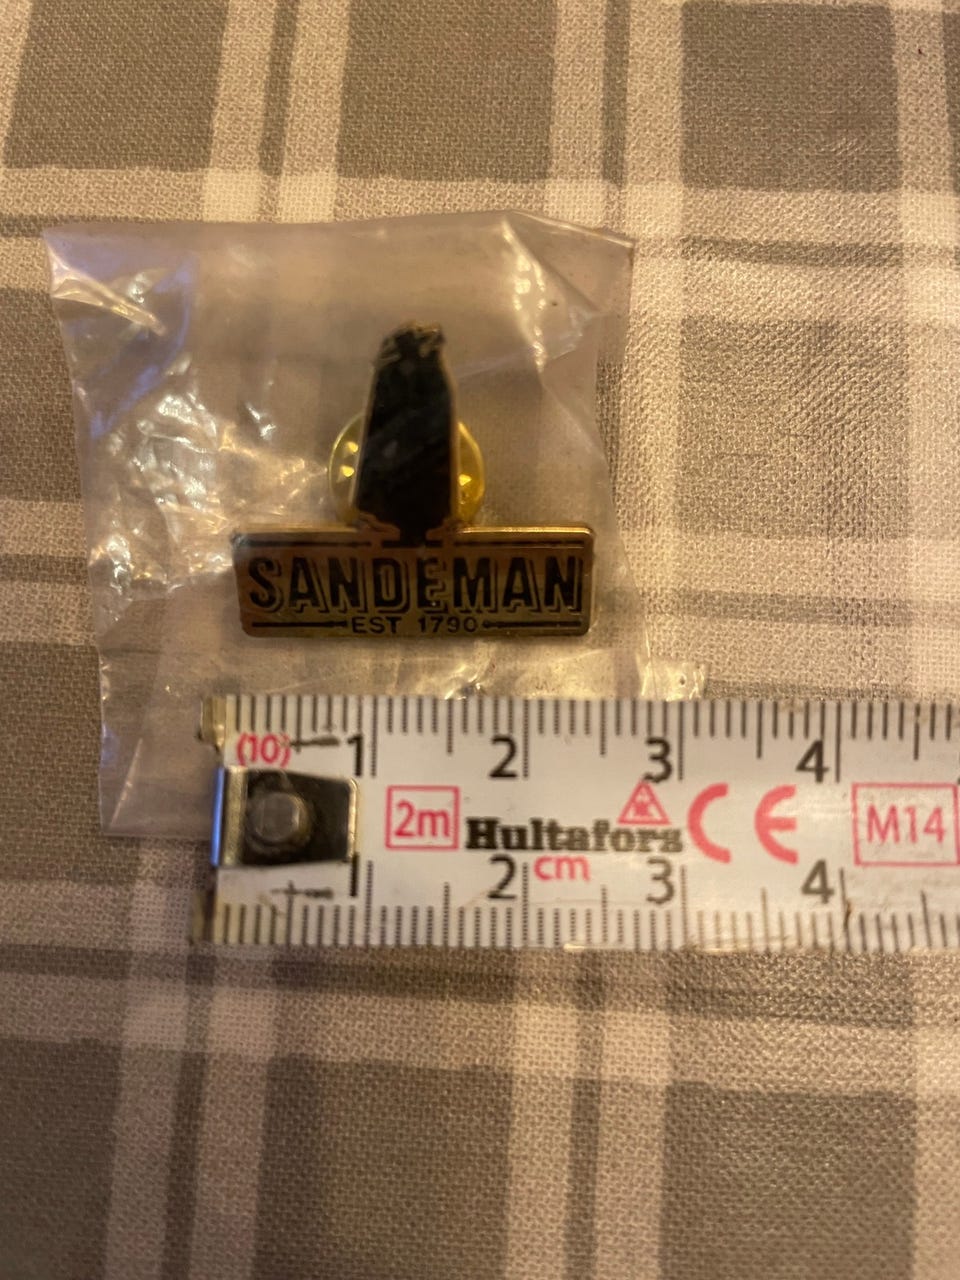 SANDEMAN
EST 1790
(10) 1 2 3 4
2m Hultafors CE M14
1 2 cm 3 4